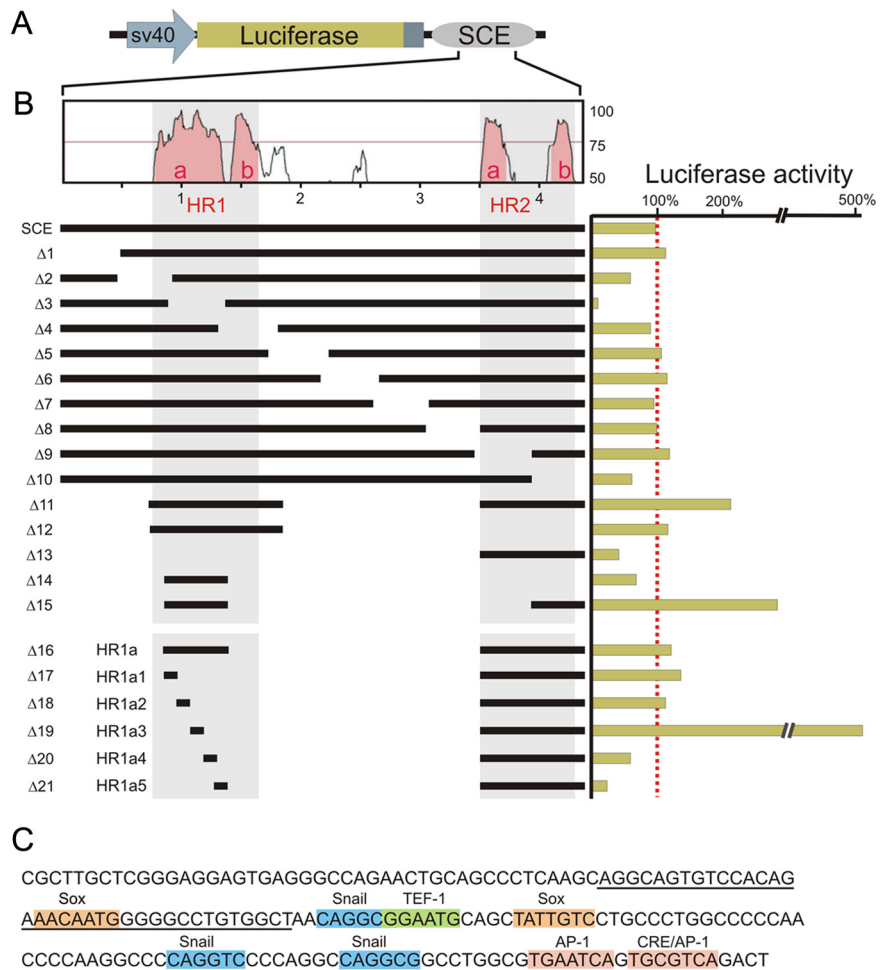 A
sv40 Luciferase SCE
B
100
75
50
a b a b
1 2 3 4
HR1 HR2
Luciferase activity
100% 200% 500%
SCE
Δ1
Δ2
Δ3
Δ4
Δ5
Δ6
Δ7
Δ8
Δ9
Δ10
Δ11
Δ12
Δ13
Δ14
Δ15
Δ16 HR1a
Δ17 HR1a1
Δ18 HR1a2
Δ19 HR1a3
Δ20 HR1a4
Δ21 HR1a5
C
CGCTTGCTCGGGAGGAGTGAGGGCCAGAACTGCAGCCCTCAAGCAGGCAGTGTCCACAG
Sox Snail TEF-1 Sox
AAACAATGGGGGCCTGTGGCTAACAGGCGGAATGCAGCTATTGTCCTGCCCTGGCCCCCAA
Snail Snail AP-1 CRE/AP-1
CCCCAAGGCCCCAGGTCCCCAGGCCAGGCGGGCCTGGCGTGAATCAGTGCGTCAGACT